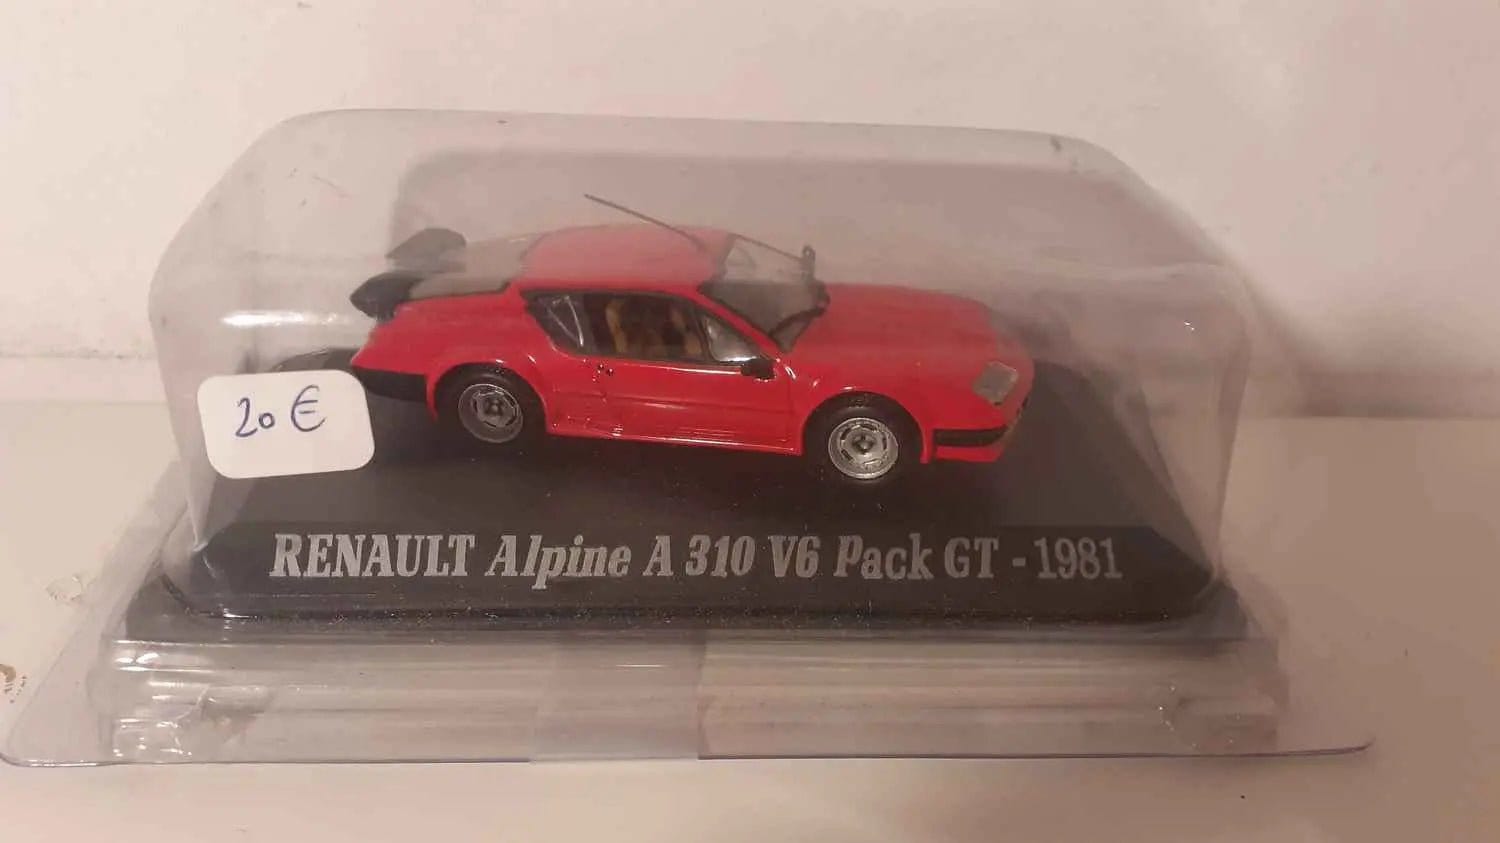 20 €
RENAULT Alpine A 310 V6 Pack GT - 1981